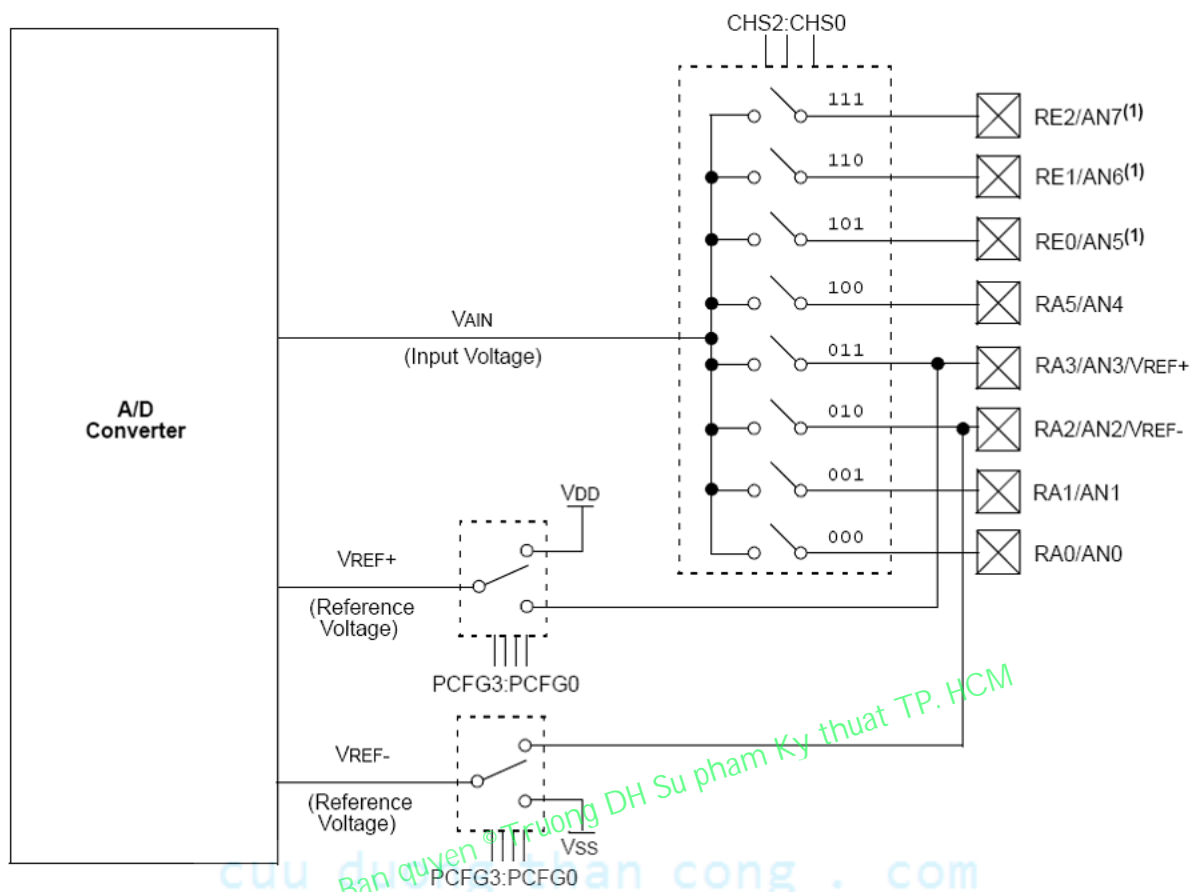 CHS2:CHS0
111
RE2/AN7(1)
110
RE1/AN6(1)
101
RE0/AN5(1)
100
RA5/AN4
VAIN
(Input Voltage)
011
RA3/AN3/VREF+
A/D
Converter
010
RA2/AN2/VREF-
001
RA1/AN1
VDD
000
RA0/AN0
VREF+
(Reference
Voltage)
PCFG3:PCFG0
VREF-
(Reference
Voltage)
VSS
PCFG3:PCFG0
Ban quyen © Truong DH Su pham Ky thuat TP. HCM
cuu duong than cong . com